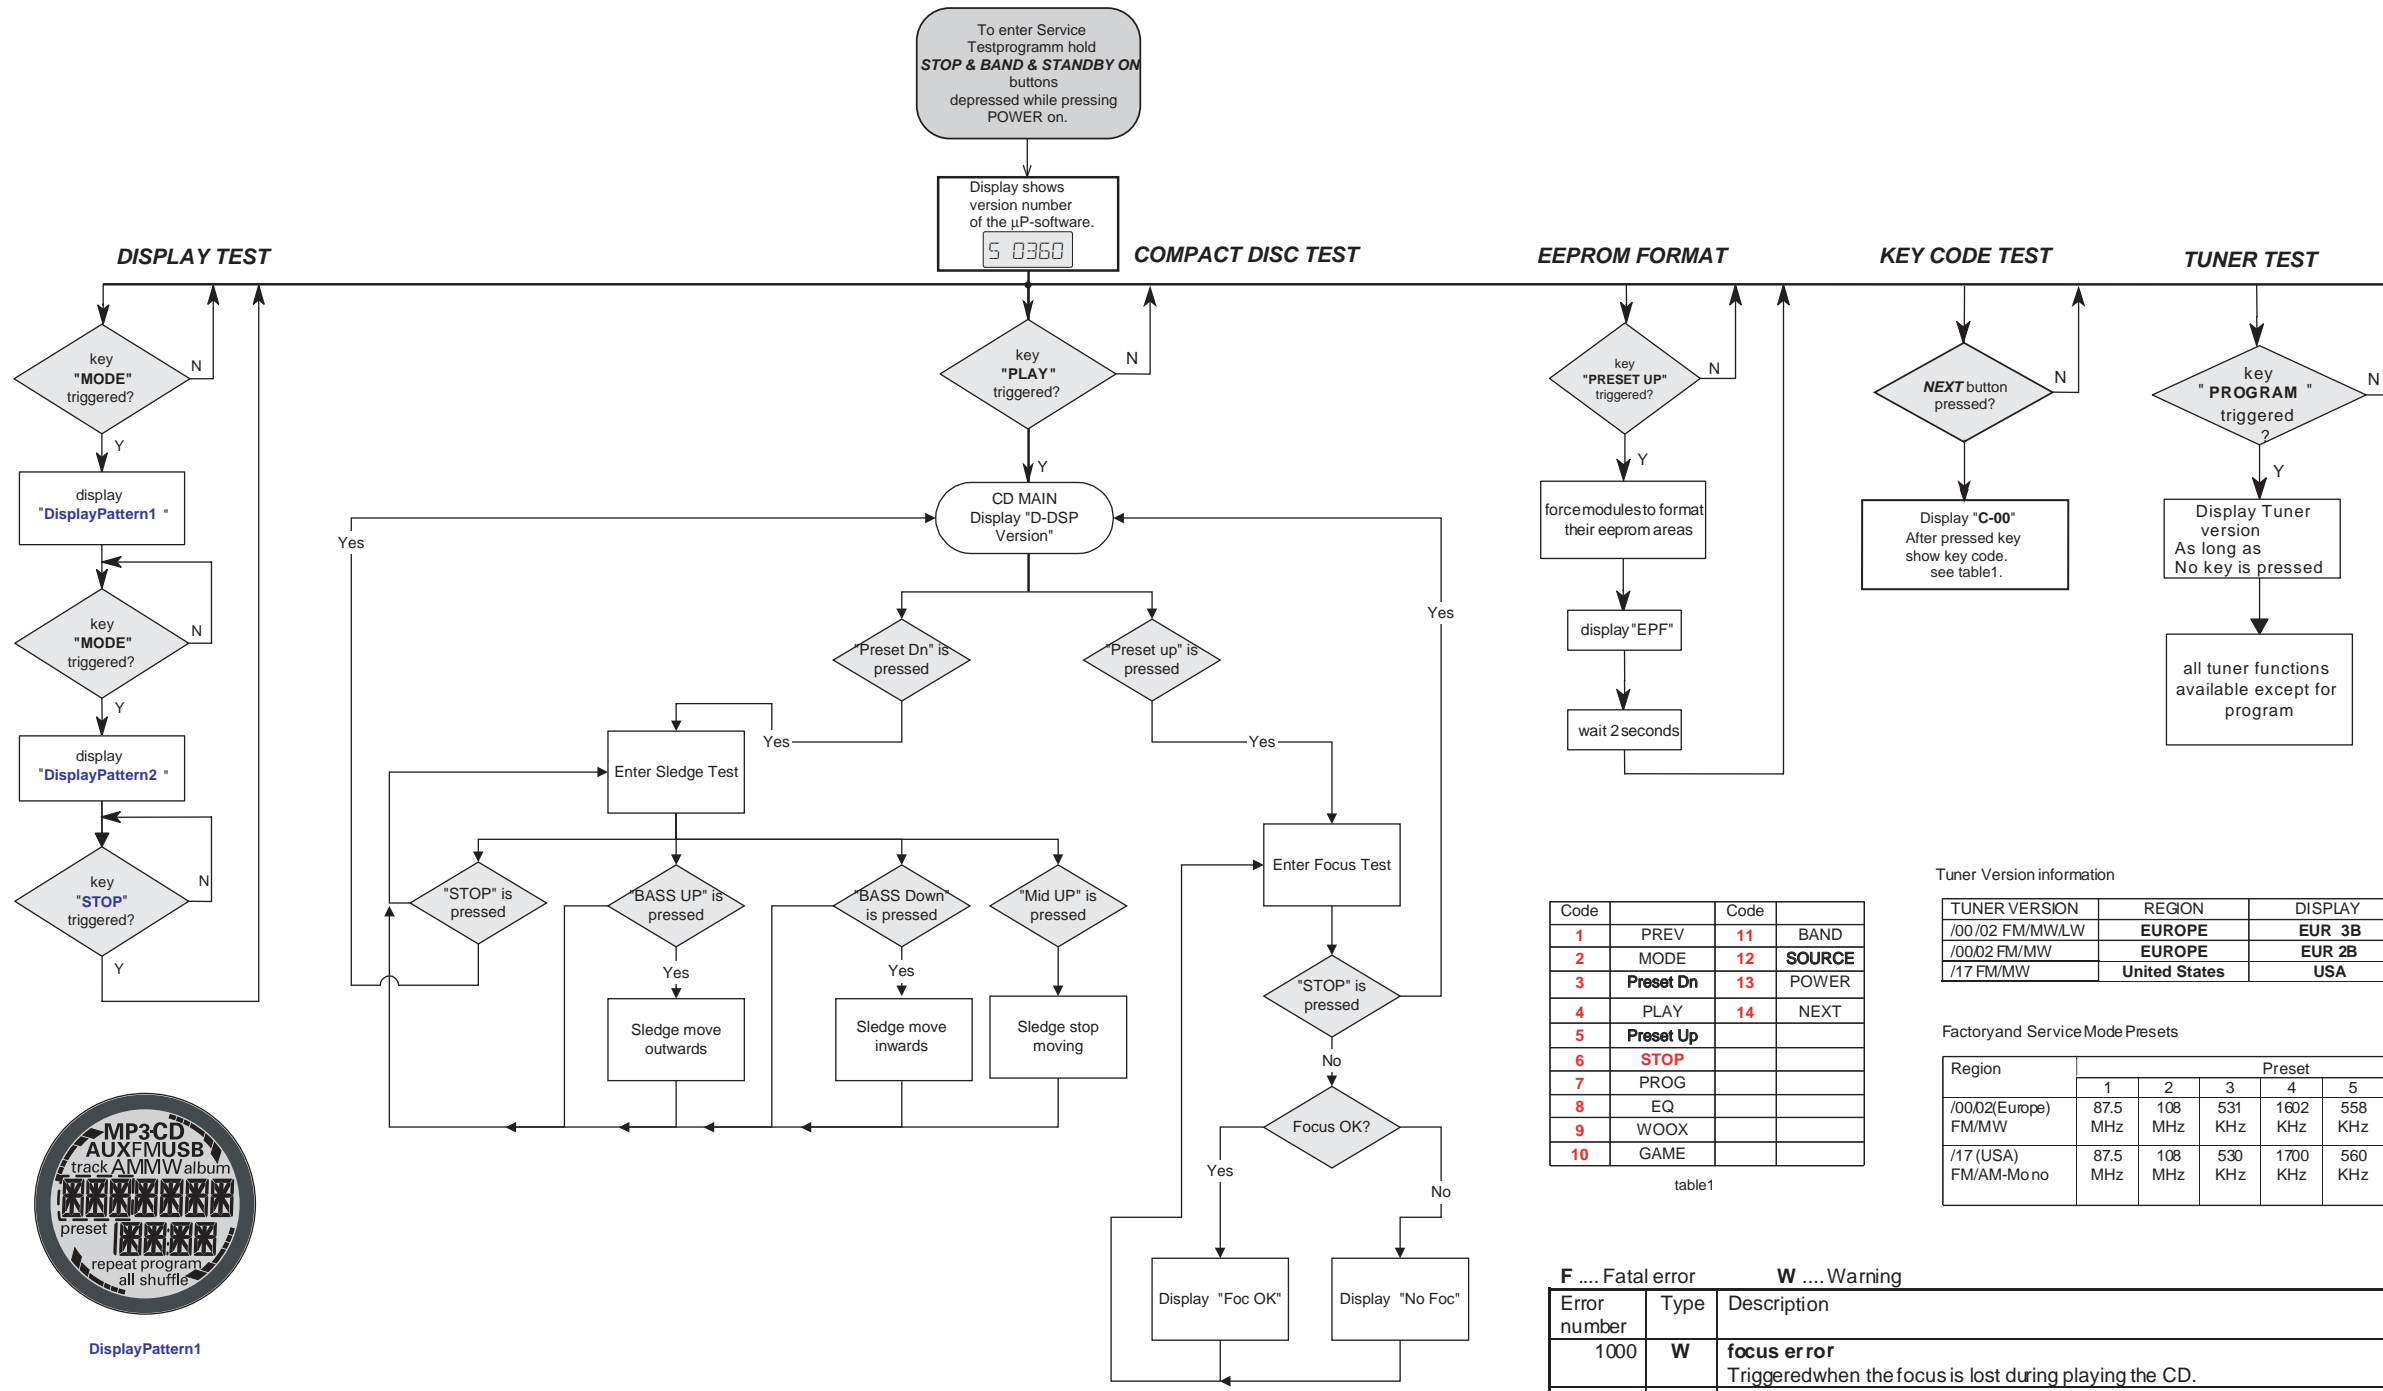 To enter Service
Testprogramm hold
STOP & BAND & STANDBY ON
buttons
depressed while pressing
POWER on.
Display shows
version number
of the µP-software.
S 0360
DISPLAY TEST
COMPACT DISC TEST
EEPROM FORMAT
KEY CODE TEST
TUNER TEST
key
"MODE"
triggered?
N
Y
display
"DisplayPattern1 "
key
"MODE"
triggered?
N
Y
display
"DisplayPattern2 "
key
"STOP"
triggered?
N
Y
key
"PLAY"
triggered?
N
Y
CD MAIN
Display "D-DSP
Version"
Yes
Yes
"Preset Dn" is
pressed
"Preset up" is
pressed
Yes
Yes
Enter Sledge Test
"STOP" is
pressed
"BASS UP" is
pressed
"BASS Down"
is pressed
"Mid UP" is
pressed
Yes
Yes
Sledge move
outwards
Sledge move
inwards
Sledge stop
moving
Enter Focus Test
"STOP" is
pressed
No
Focus OK?
Yes
No
Display "Foc OK"
Display "No Foc"
key
"PRESET UP"
triggered?
N
Y
force modules to format
their eeprom areas
display "EPF"
wait 2 seconds
NEXT button
pressed?
N
Display "C-00"
After pressed key
show key code.
see table1.
key
" PROGRAM "
triggered
?
N
Y
Display Tuner
version
As long as
No key is pressed
all tuner functions
available except for
program
Code Code
1 PREV 11 BAND
2 MODE 12 SOURCE
3 Preset Dn 13 POWER
4 PLAY 14 NEXT
5 Preset Up
6 STOP
7 PROG
8 EQ
9 WOOX
10 GAME
table1
Tuner Version information
TUNER VERSION REGION DISPLAY
/00 /02 FM/MW/LW EUROPE EUR 3B
/00/02 FM/MW EUROPE EUR 2B
/17 FM/MW United States USA
Factory and Service Mode Presets
Region Preset
1 2 3 4 5
/00/02(Europe) 87.5 108 531 1602 558
FM/MW MHz MHz KHz KHz KHz
/17 (USA) 87.5 108 530 1700 560
FM/AM-Mono MHz MHz KHz KHz KHz
MP3-CD
AUXFMUSB
track AMMW album
preset
repeat program
all shuffle
DisplayPattern1
F .... Fatal error W .... Warning
Error Type Description
number
1000 W focus error
Triggered when the focus is lost during playing the CD.